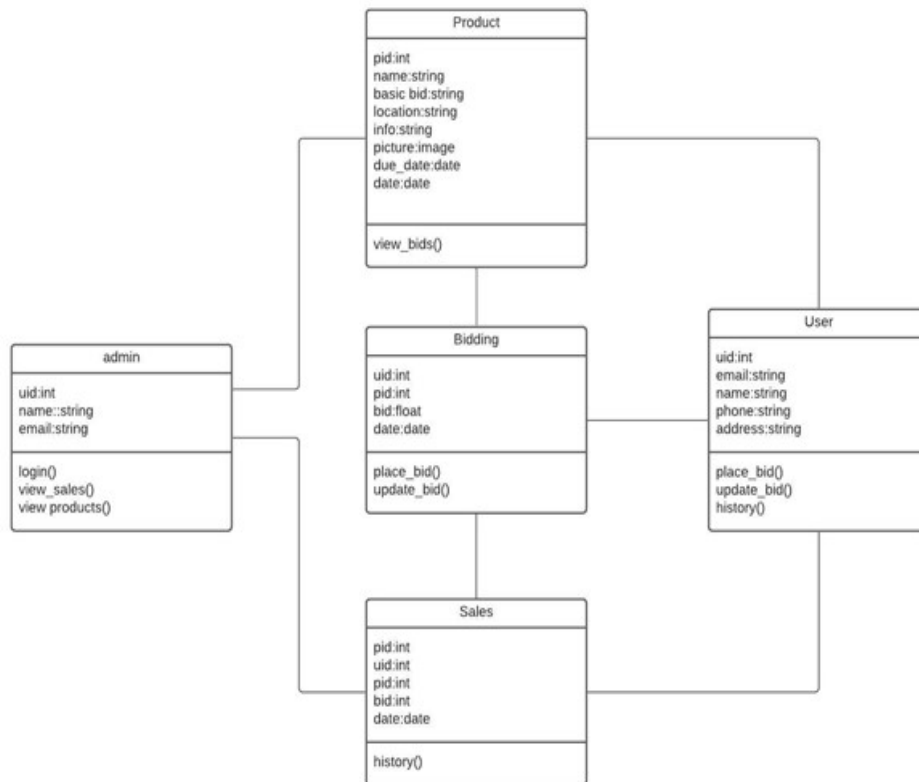 Product
pid:int
name:string
basic bid:string
location:string
info:string
picture:image
due_date:date
date:date
view_bids()
admin
uid:int
name::string
email:string
login()
view_sales()
view products()
Bidding
uid:int
pid:int
bid:float
date:date
place_bid()
update_bid()
User
uid:int
email:string
name:string
phone:string
address:string
place_bid()
update_bid()
history()
Sales
pid:int
uid:int
pid:int
bid:int
date:date
history()